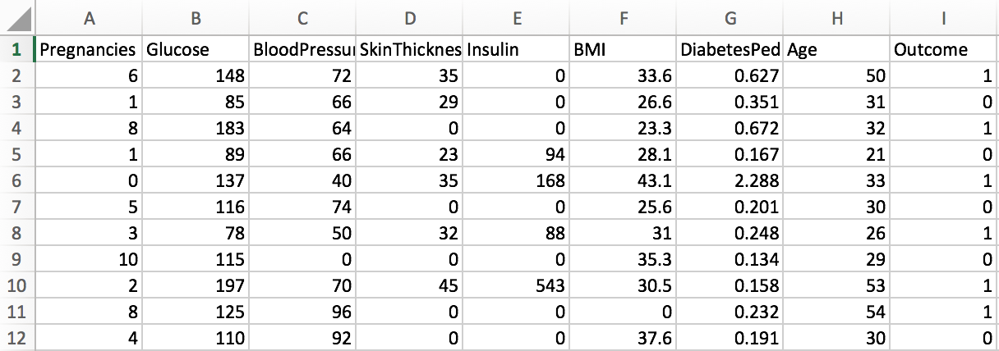 A B C D E F G H I
1 Pregnancies Glucose BloodPressu SkinThicknes Insulin BMI DiabetesPed Age Outcome
2 6 148 72 35 0 33.6 0.627 50 1
3 1 85 66 29 0 26.6 0.351 31 0
4 8 183 64 0 0 23.3 0.672 32 1
5 1 89 66 23 94 28.1 0.167 21 0
6 0 137 40 35 168 43.1 2.288 33 1
7 5 116 74 0 0 25.6 0.201 30 0
8 3 78 50 32 88 31 0.248 26 1
9 10 115 0 0 0 35.3 0.134 29 0
10 2 197 70 45 543 30.5 0.158 53 1
11 8 125 96 0 0 0 0.232 54 1
12 4 110 92 0 0 37.6 0.191 30 0